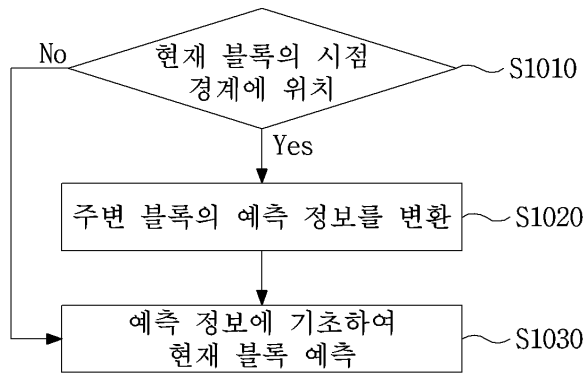 현재 블록의 시점
경계에 위치
No
S1010
Yes
주변 블록의 예측 정보를 변환
S1020
예측 정보에 기초하여
현재 블록 예측
S1030